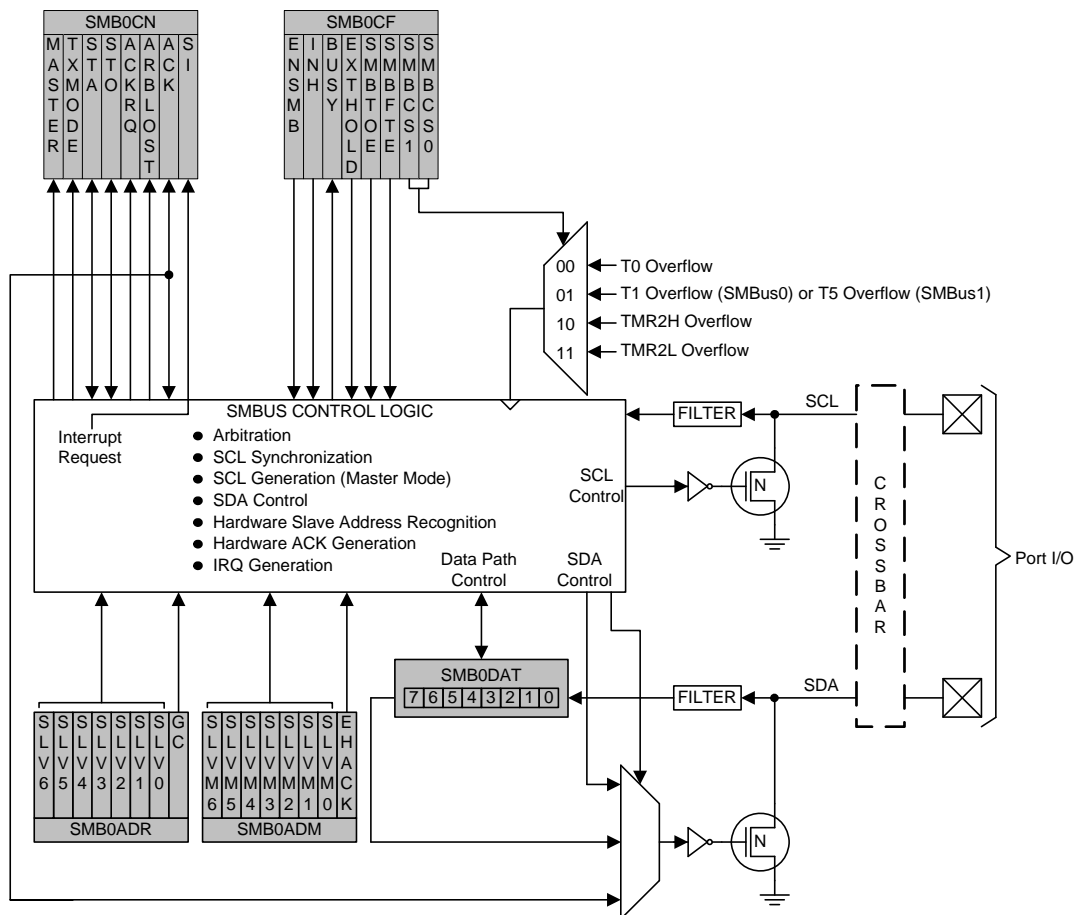 SMB0CN
MASTER
TXMODE
STA
STO
ACKRQ
ARBLOST
ACK
SI
SMB0CF
ENSMB
INH
BUSY
EXTHOLD
SMBTOE
SMBFTE
SMBCS1
SMBCS0
00
01
10
11
T0 Overflow
T1 Overflow (SMBus0) or T5 Overflow (SMBus1)
TMR2H Overflow
TMR2L Overflow
SMBUS CONTROL LOGIC
Interrupt
Request
● Arbitration
● SCL Synchronization
● SCL Generation (Master Mode)
● SDA Control
● Hardware Slave Address Recognition
● Hardware ACK Generation
● IRQ Generation
Data Path
Control
SDA
Control
SCL
Control
FILTER
SCL
N
CROSSBAR
Port I/O
SMB0DAT
7 6 5 4 3 2 1 0
FILTER
SDA
N
SLV6
SLV5
SLV4
SLV3
SLV2
SLV1
SLV0
GC
SMB0ADR
SLVM6
SLVM5
SLVM4
SLVM3
SLVM2
SLVM1
SLVM0
EHACK
SMB0ADM